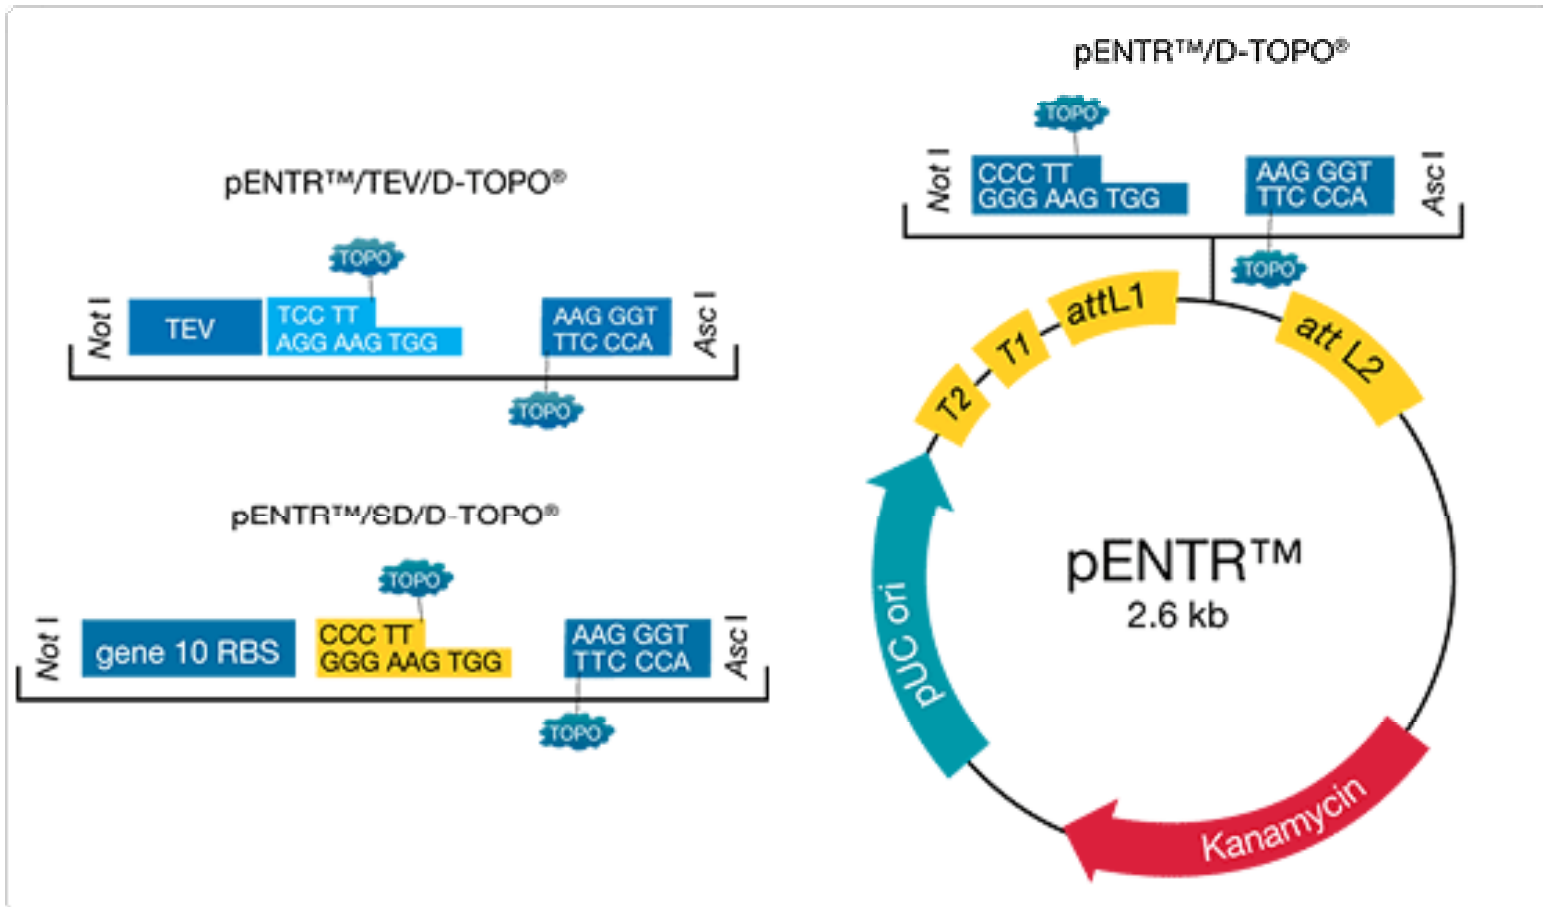 pENTR™/TEV/D-TOPO®
TOPO
Not I
TEV
TCC TT
AGG AAG TGG
AAG GGT
TTC CCA
Asc I
TOPO
pENTR™/SD/D-TOPO®
TOPO
Not I
gene 10 RBS
CCC TT
GGG AAG TGG
AAG GGT
TTC CCA
Asc I
TOPO
pENTR™/D-TOPO®
TOPO
Not I
CCC TT
GGG AAG TGG
AAG GGT
TTC CCA
Asc I
TOPO
attL1
att L2
T1
T2
pENTR™
2.6 kb
pUC ori
Kanamycin